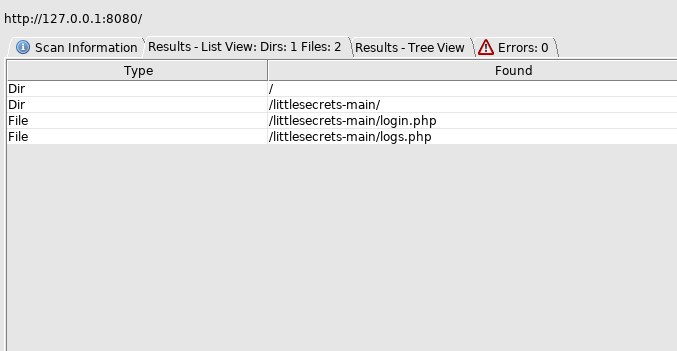 http://127.0.0.1:8080/
Scan Information Results - List View: Dirs: 1 Files: 2 Results - Tree View Errors: 0
Type Found
Dir /
Dir /littlesecrets-main/
File /littlesecrets-main/login.php
File /littlesecrets-main/logs.php